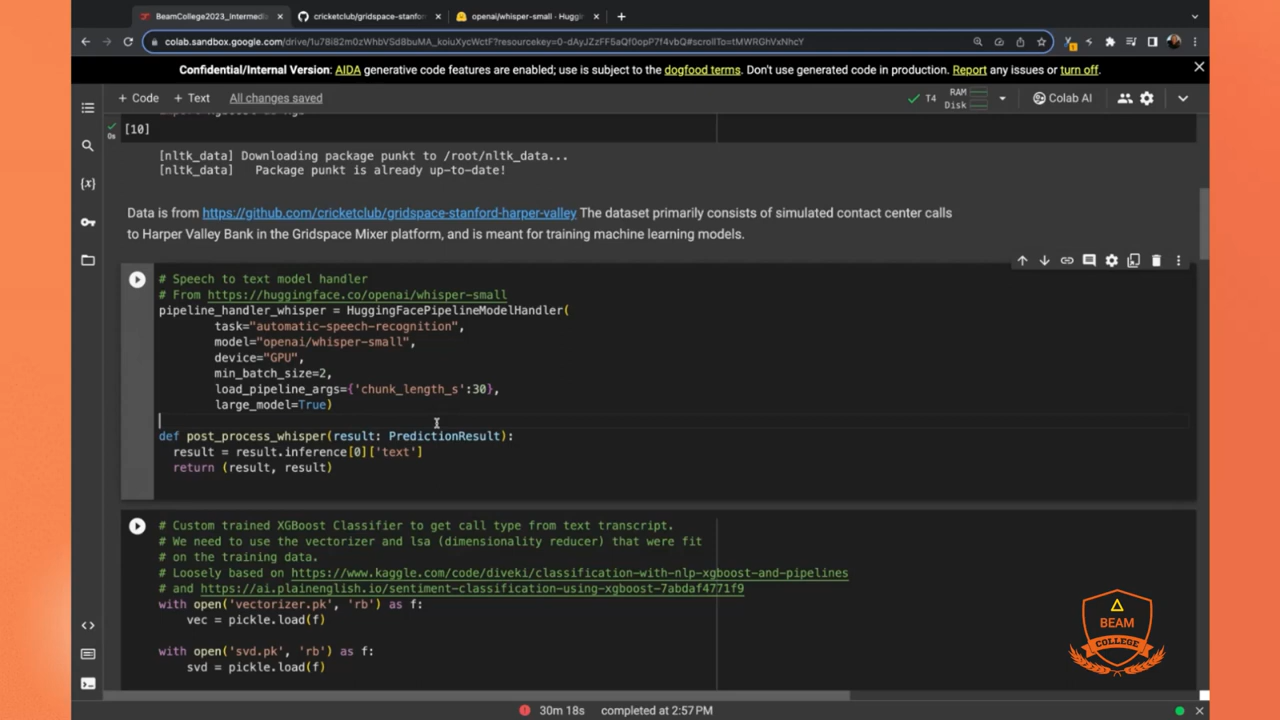 BeamCollege2023_Intermedi
cricketclub/gridspace-stanfor
openai/whisper-small · Huggin
colab.sandbox.google.com/drive/1u78i82m0zWhbVSd8buMA_koiuXycWctF?resourcekey=0-dAyJZzFF5aQf0opP7f4vbQ#scrollTo=tMWRGhVxNhcY
Confidential/Internal Version: AIDA generative code features are enabled; use is subject to the dogfood terms. Don't use generated code in production. Report any issues or turn off.
+ Code + Text All changes saved
T4 RAM Disk Colab AI
[10]
0s
[nltk_data] Downloading package punkt to /root/nltk_data...
[nltk_data]   Package punkt is already up-to-date!
Data is from https://github.com/cricketclub/gridspace-stanford-harper-valley The dataset primarily consists of simulated contact center calls
to Harper Valley Bank in the Gridspace Mixer platform, and is meant for training machine learning models.
# Speech to text model handler
# From https://huggingface.co/openai/whisper-small
pipeline_handler_whisper = HuggingFacePipelineModelHandler(
task="automatic-speech-recognition",
model="openai/whisper-small",
device="GPU",
min_batch_size=2,
load_pipeline_args={'chunk_length_s':30},
large_model=True)
def post_process_whisper(result: PredictionResult):
result = result.inference[0]['text']
return (result, result)
# Custom trained XGBoost Classifier to get call type from text transcript.
# We need to use the vectorizer and lsa (dimensionality reducer) that were fit
# on the training data.
# Loosely based on https://www.kaggle.com/code/diveki/classification-with-nlp-xgboost-and-pipelines
# and https://ai.plainenglish.io/sentiment-classification-using-xgboost-7abdaf4771f9
with open('vectorizer.pk', 'rb') as f:
vec = pickle.load(f)
with open('svd.pk', 'rb') as f:
svd = pickle.load(f)
BEAM
COLLEGE
30m 18s completed at 2:57PM